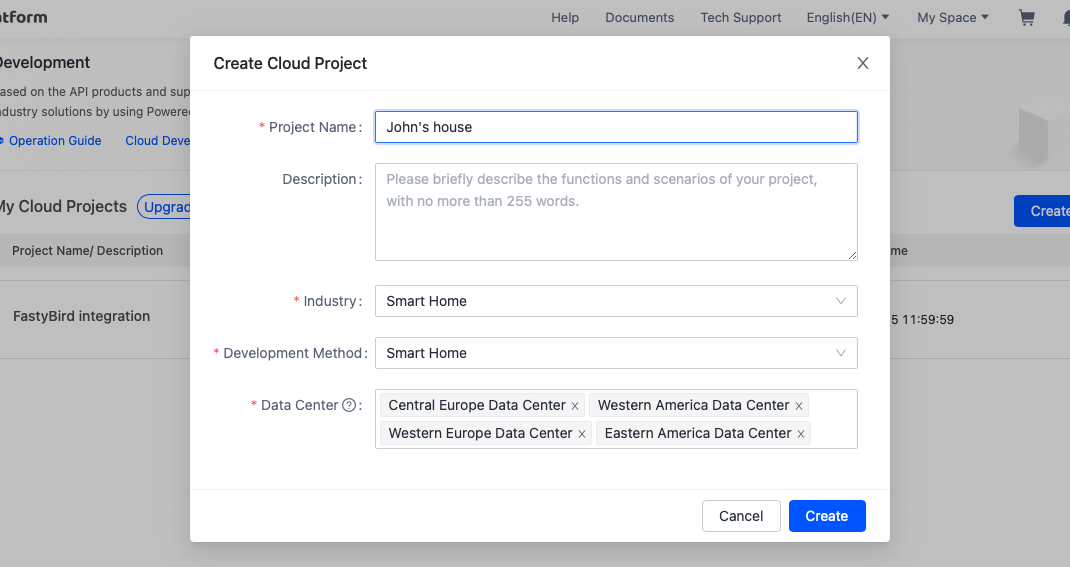 atform Help Documents Tech Support English(EN) My Space
Development
ased on the API products and sup
ndustry solutions by using Powere
Operation Guide Cloud Deve
My Cloud Projects Upgrad
Create
Project Name/ Description
me
FastyBird integration
5 11:59:59
Create Cloud Project
* Project Name: John's house
Description: Please briefly describe the functions and scenarios of your project,
with no more than 255 words.
* Industry: Smart Home
* Development Method: Smart Home
* Data Center ?: Central Europe Data Center × Western America Data Center ×
Western Europe Data Center × Eastern America Data Center ×
Cancel Create